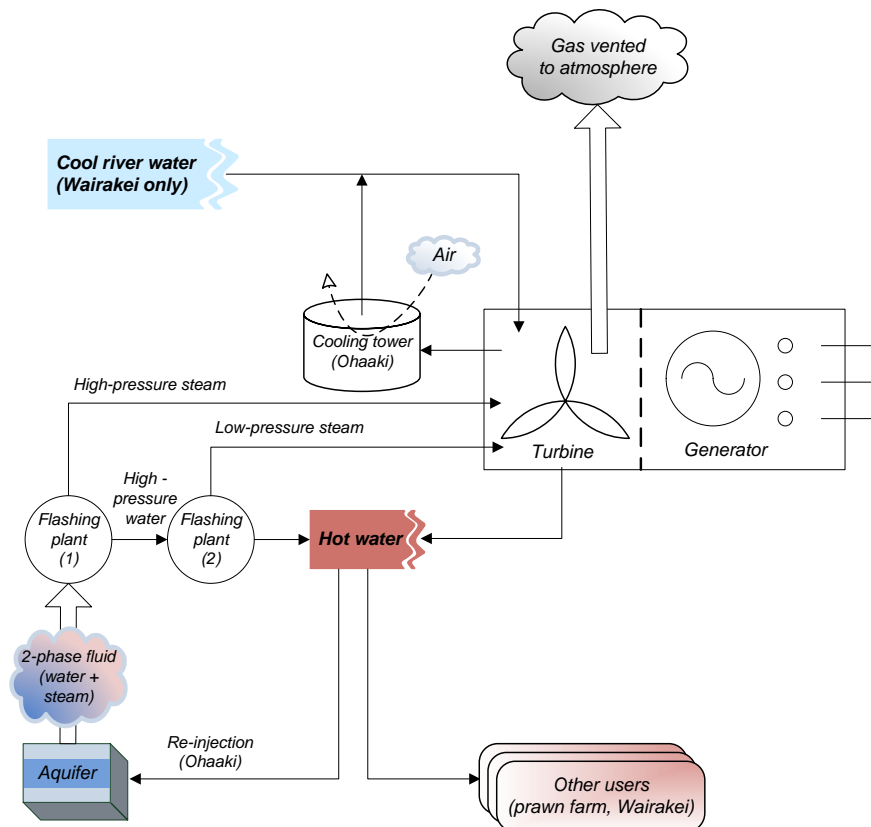 Gas vented
to atmosphere
Cool river water
(Wairakei only)
Air
Cooling tower
(Ohaaki)
High-pressure steam
Low-pressure steam
Turbine
Generator
High -
pressure
water
Flashing
plant
(1)
Flashing
plant
(2)
Hot water
2-phase fluid
(water +
steam)
Re-injection
(Ohaaki)
Aquifer
Other users
(prawn farm, Wairakei)